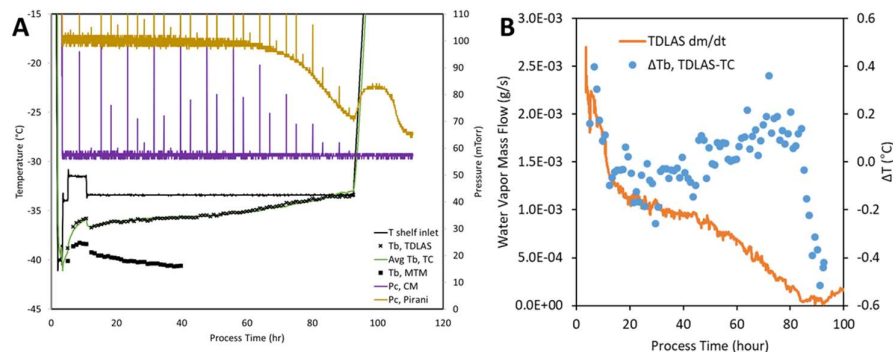 A
Temperature (°C)
-15
-20
-25
-30
-35
-40
-45
0 20 40 60 80 100 120
Process Time (hr)
110
100
90
80
70
60
50
40
30
20
10
0
Pressure (mTorr)
T shelf inlet
Tb, TDLAS
Avg Tb, TC
Tb, MTM
Pc, CM
Pc, Pirani
B
Water Vapor Mass Flow (g/s)
3.0E-03
2.5E-03
2.0E-03
1.5E-03
1.0E-03
5.0E-04
0.0E+00
0 20 40 60 80 100
Process Time (hour)
TDLAS dm/dt
ΔTb, TDLAS-TC
0.6
0.4
0.2
0.0
-0.2
-0.4
-0.6
ΔT (°C)